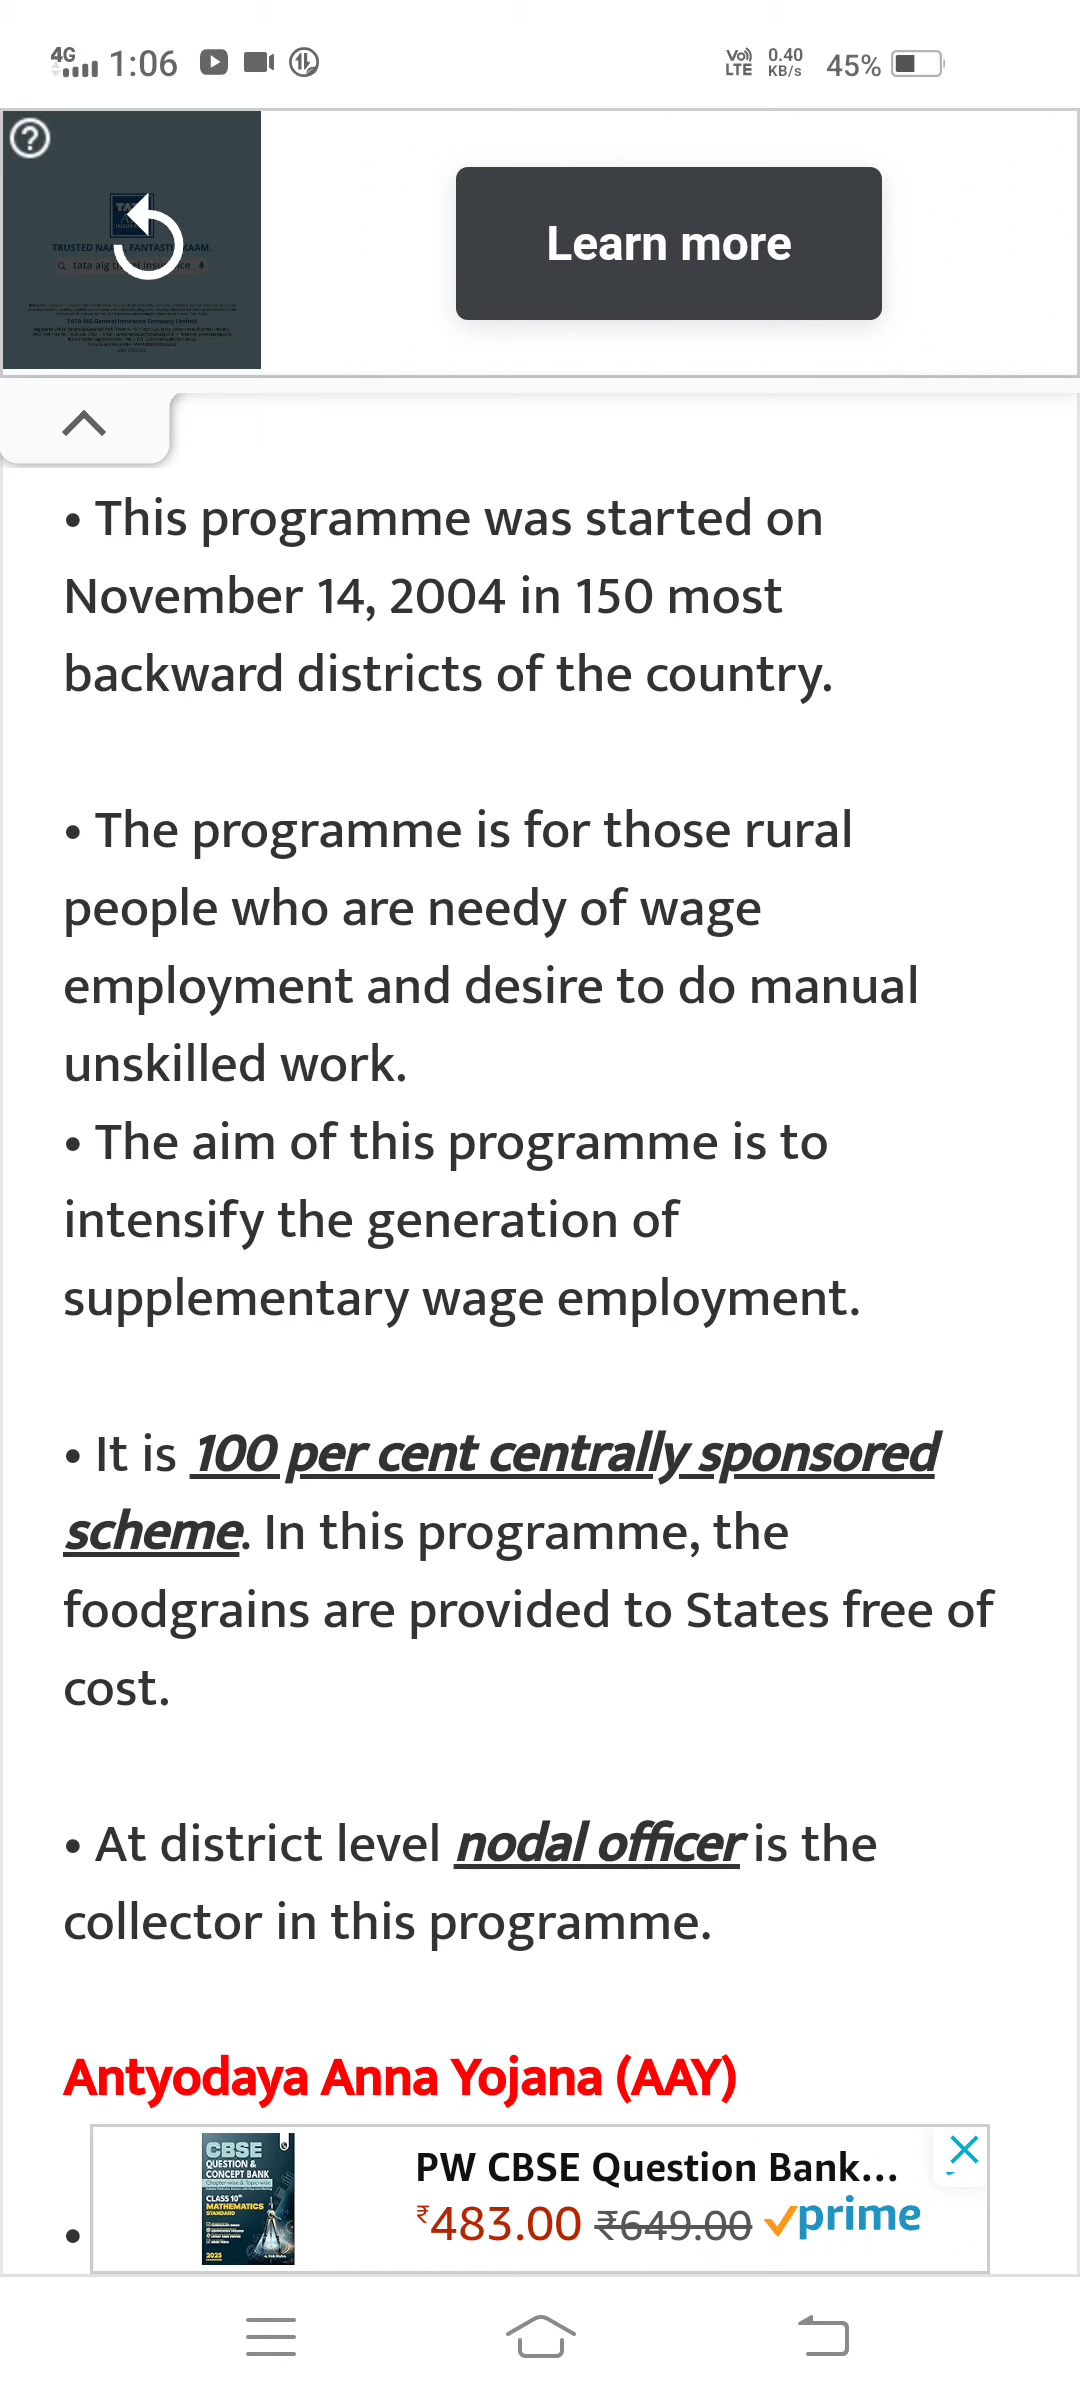 4G 1:06 Vo)) LTE 0.40 KB/s 45%
TRUSTED
Learn more
• This programme was started on
November 14, 2004 in 150 most
backward districts of the country.
• The programme is for those rural
people who are needy of wage
employment and desire to do manual
unskilled work.
• The aim of this programme is to
intensify the generation of
supplementary wage employment.
• It is 100 per cent centrally sponsored
scheme. In this programme, the
foodgrains are provided to States free of
cost.
• At district level nodal officer is the
collector in this programme.
Antyodaya Anna Yojana (AAY)
•
CBSE
QUESTION &
CONCEPT BANK
CLASS 10th
MATHEMATICS
STANDARD
2025
PW CBSE Question Bank...
₹483.00 ₹649.00 prime